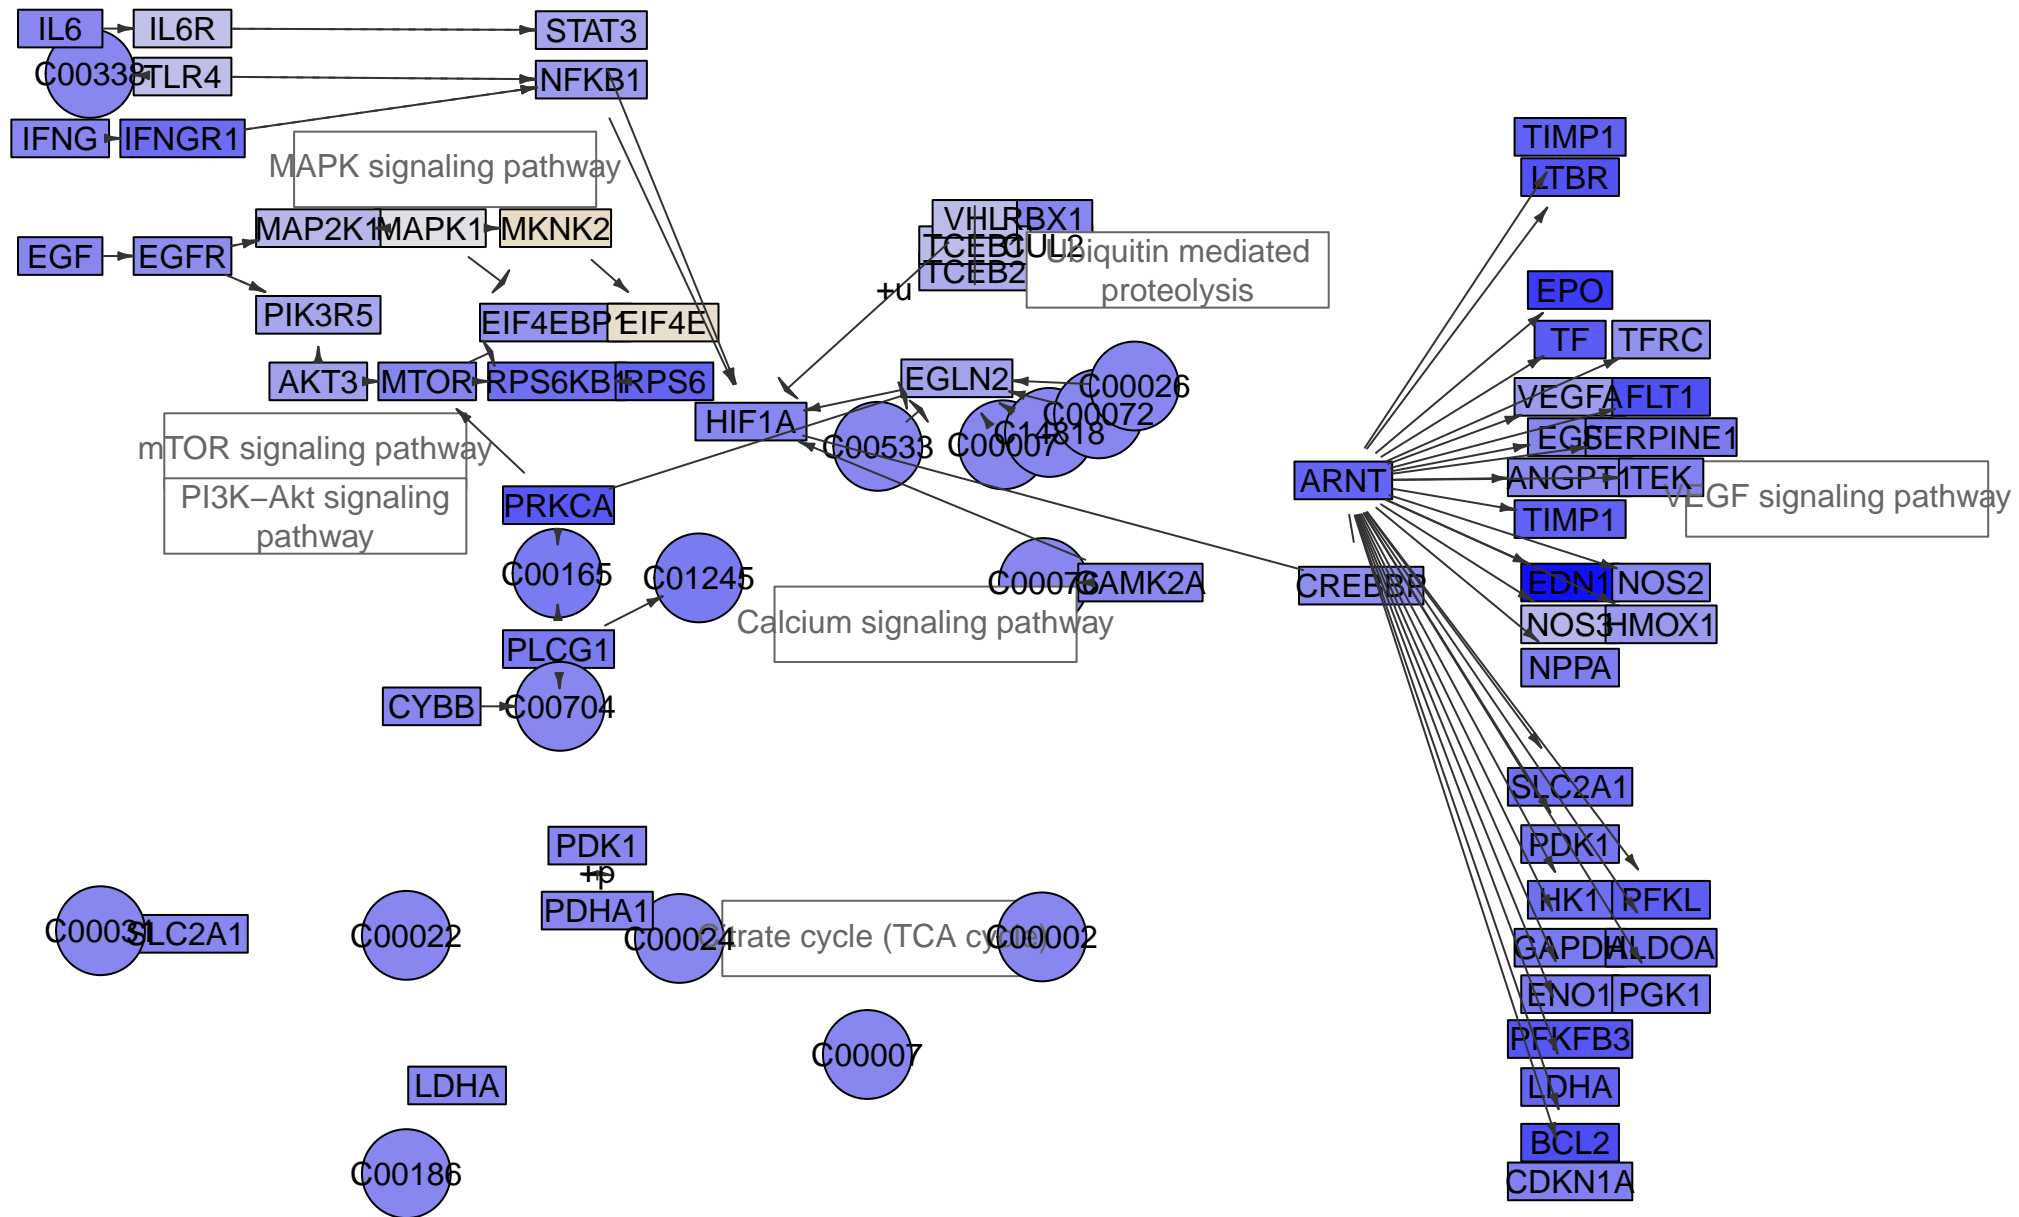 IL6
IL6R
STAT3
C00338
TLR4
NFKB1
IFNG
IFNGR1
MAPK signaling pathway
TIMP1
LTBR
MAP2K1
MAPK1
MKNK2
VHL
RBX1
EGF
EGFR
TCEB1
CUL2
TCEB2
Ubiquitin mediated
proteolysis
+u
EPO
PIK3R5
EIF4EBP1
EIF4E
TF
TFRC
AKT3
MTOR
RPS6KB1
RPS6
EGLN2
C00026
VEGFA
FLT1
HIF1A
C00533
C00007
C14818
C00072
EGF
SERPINE1
mTOR signaling pathway
PI3K−Akt signaling
pathway
PRKCA
ARNT
ANGPT1
TEK
VEGF signaling pathway
TIMP1
C00165
C01245
C00076
CAMK2A
CREBBP
EDN1
NOS2
Calcium signaling pathway
NOS3
HMOX1
PLCG1
NPPA
CYBB
C00704
SLC2A1
PDK1
+p
PDHA1
PDK1
HK1
PFKL
C00031
SLC2A1
C00022
C00024
Citrate cycle (TCA cycle)
C00002
GAPDH
ALDOA
ENO1
PGK1
C00007
PFKFB3
LDHA
LDHA
BCL2
C00186
CDKN1A